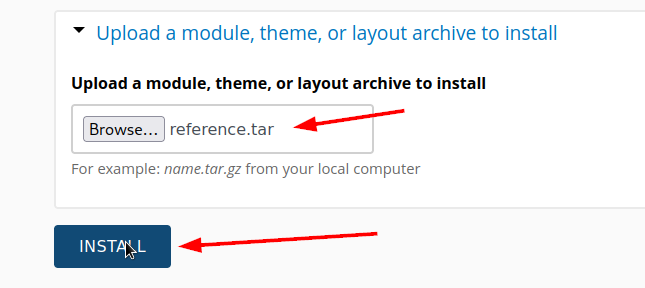 Upload a module, theme, or layout archive to install
Upload a module, theme, or layout archive to install
Browse... reference.tar
For example: name.tar.gz from your local computer
INSTALL